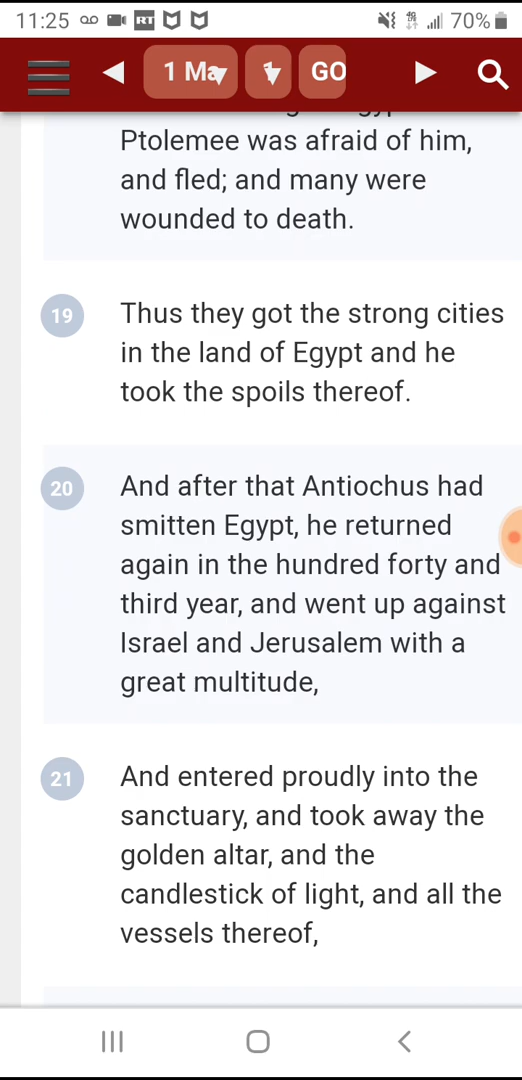 11:25 RT 4G 70%
1 Ma 1 GO
Ptolemee was afraid of him,
and fled; and many were
wounded to death.
19 Thus they got the strong cities
in the land of Egypt and he
took the spoils thereof.
20 And after that Antiochus had
smitten Egypt, he returned
again in the hundred forty and
third year, and went up against
Israel and Jerusalem with a
great multitude,
21 And entered proudly into the
sanctuary, and took away the
golden altar, and the
candlestick of light, and all the
vessels thereof,